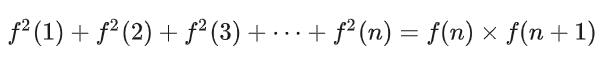 f²(1) + f²(2) + f²(3) + ⋯ + f²(n) = f(n) × f(n + 1)